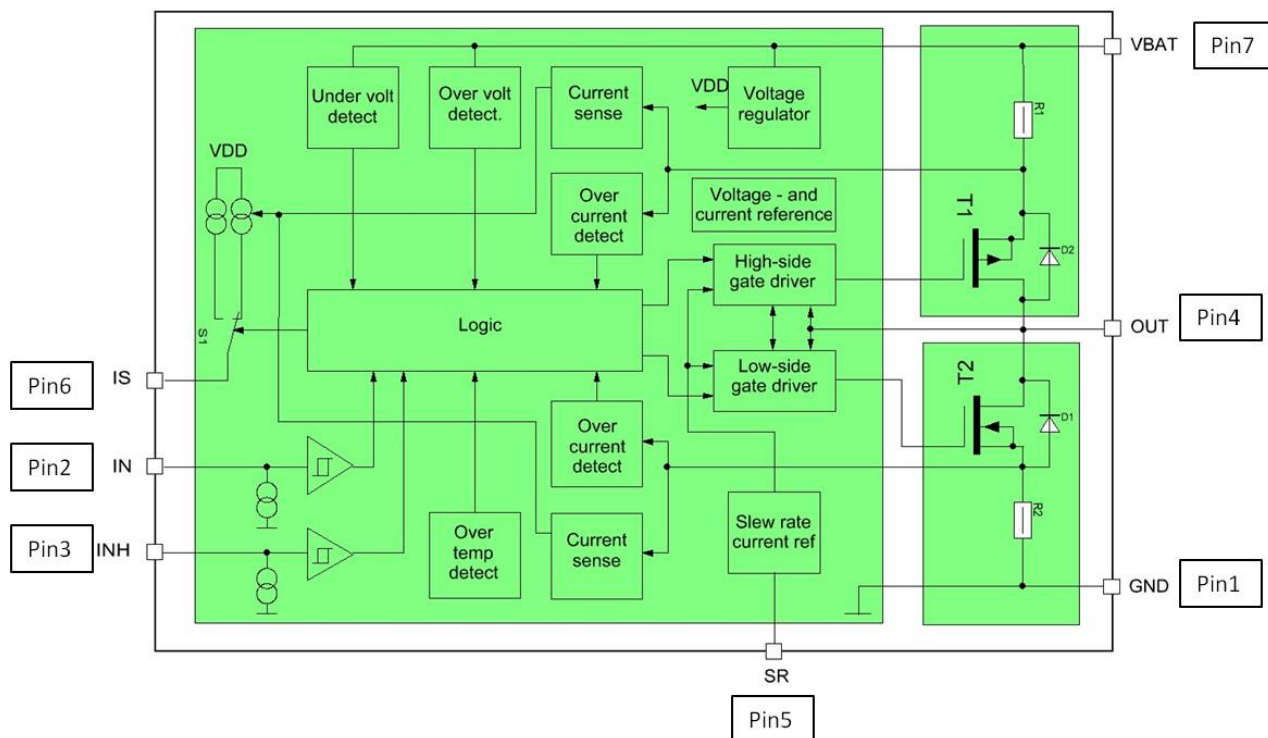 VBAT
Pin7
Under volt
detect
Over volt
detect.
Current
sense
VDD
Voltage
regulator
R1
VDD
Over
current
detect
Voltage - and
current reference
T1
D2
High-side
gate driver
Logic
S1
OUT
Pin4
Low-side
gate driver
T2
D1
Pin6
IS
Pin2
IN
Over
current
detect
Pin3
INH
Over
temp
detect
Current
sense
Slew rate
current ref
R2
GND
Pin1
SR
Pin5